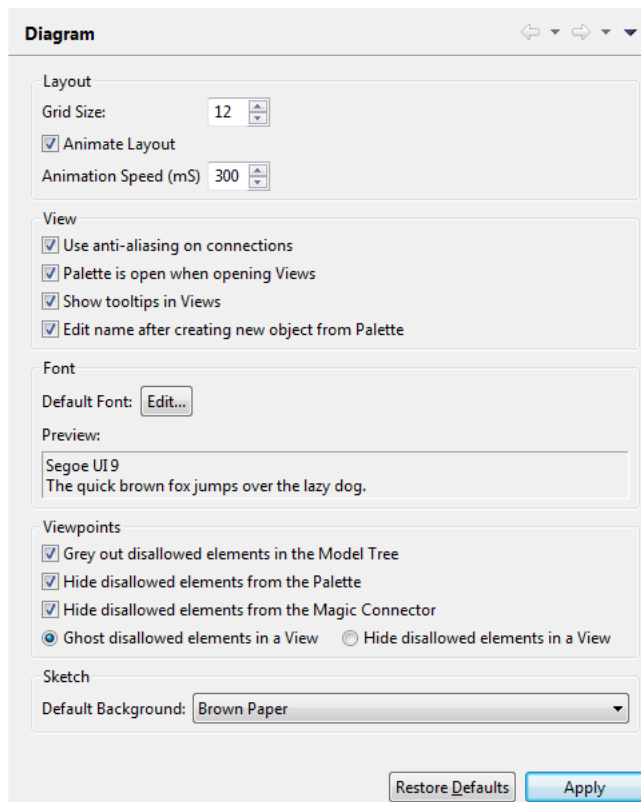 Diagram
Layout
Grid Size: 12
Animate Layout
Animation Speed (mS) 300
View
Use anti-aliasing on connections
Palette is open when opening Views
Show tooltips in Views
Edit name after creating new object from Palette
Font
Default Font: Edit...
Preview:
Segoe UI 9
The quick brown fox jumps over the lazy dog.
Viewpoints
Grey out disallowed elements in the Model Tree
Hide disallowed elements from the Palette
Hide disallowed elements from the Magic Connector
Ghost disallowed elements in a View Hide disallowed elements in a View
Sketch
Default Background: Brown Paper
Restore Defaults Apply